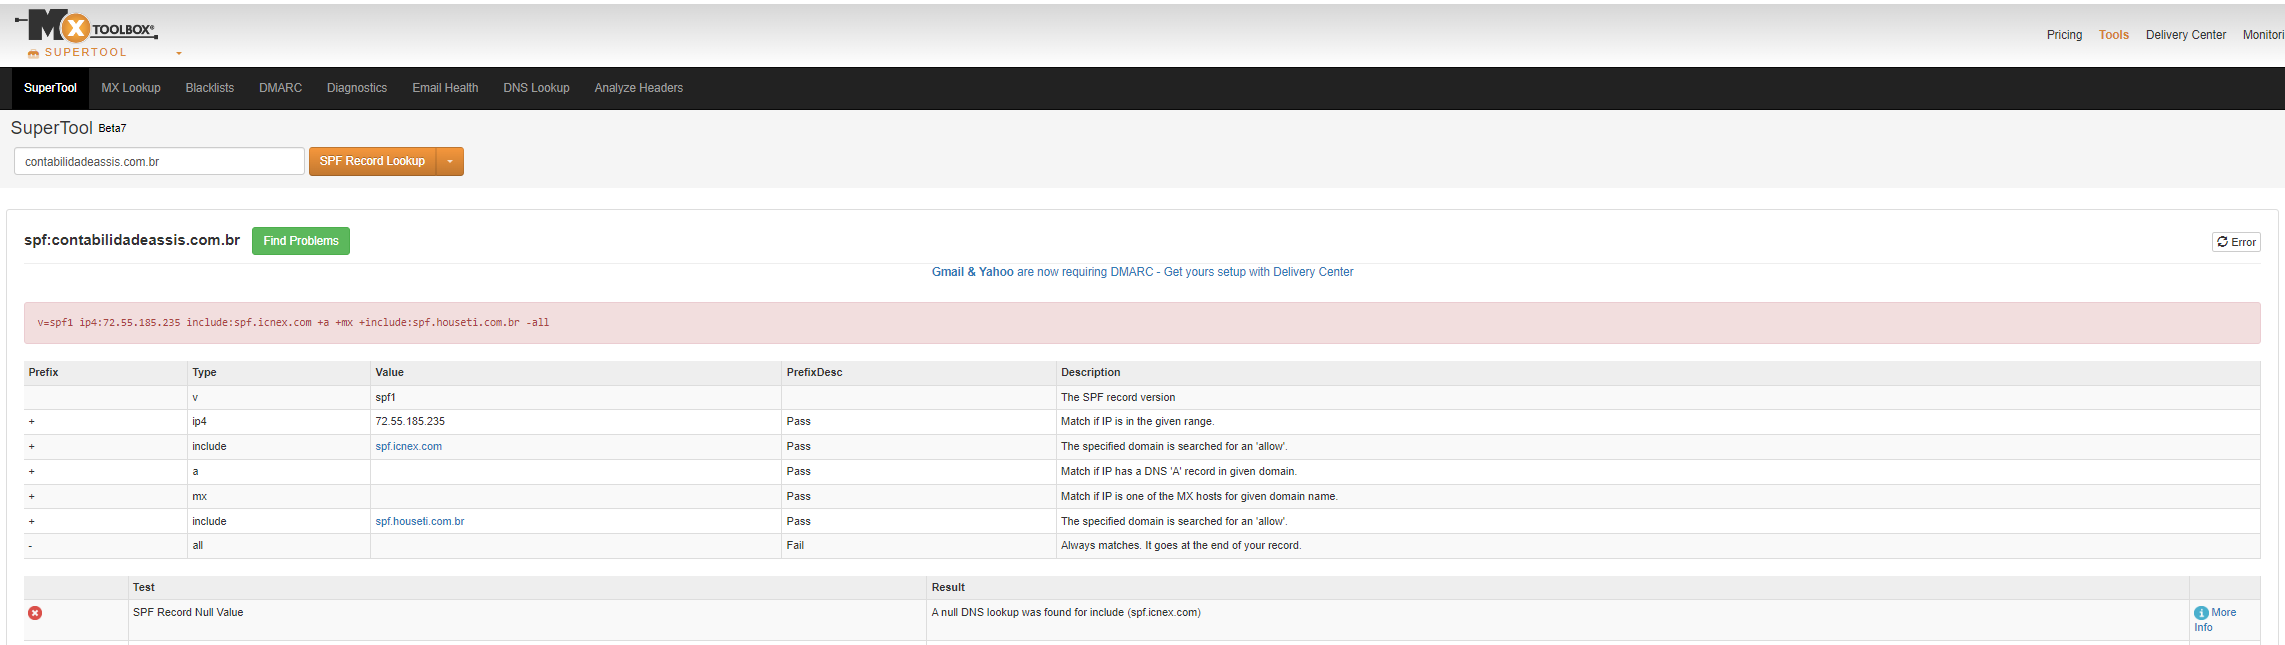 Mx TOOLBOX®
SUPERTOOL
Pricing Tools Delivery Center Monitori
SuperTool MX Lookup Blacklists DMARC Diagnostics Email Health DNS Lookup Analyze Headers
SuperTool Beta7
contabilidadeassis.com.br SPF Record Lookup
spf:contabilidadeassis.com.br Find Problems Error
Gmail & Yahoo are now requiring DMARC - Get yours setup with Delivery Center
v=spf1 ip4:72.55.185.235 include:spf.icnex.com +a +mx +include:spf.houseti.com.br -all
Prefix Type Value PrefixDesc Description
v spf1 The SPF record version
+ ip4 72.55.185.235 Pass Match if IP is in the given range.
+ include spf.icnex.com Pass The specified domain is searched for an 'allow'.
+ a Pass Match if IP has a DNS 'A' record in given domain.
+ mx Pass Match if IP is one of the MX hosts for given domain name.
+ include spf.houseti.com.br Pass The specified domain is searched for an 'allow'.
- all Fail Always matches. It goes at the end of your record.
Test Result
SPF Record Null Value A null DNS lookup was found for include (spf.icnex.com) More
Info